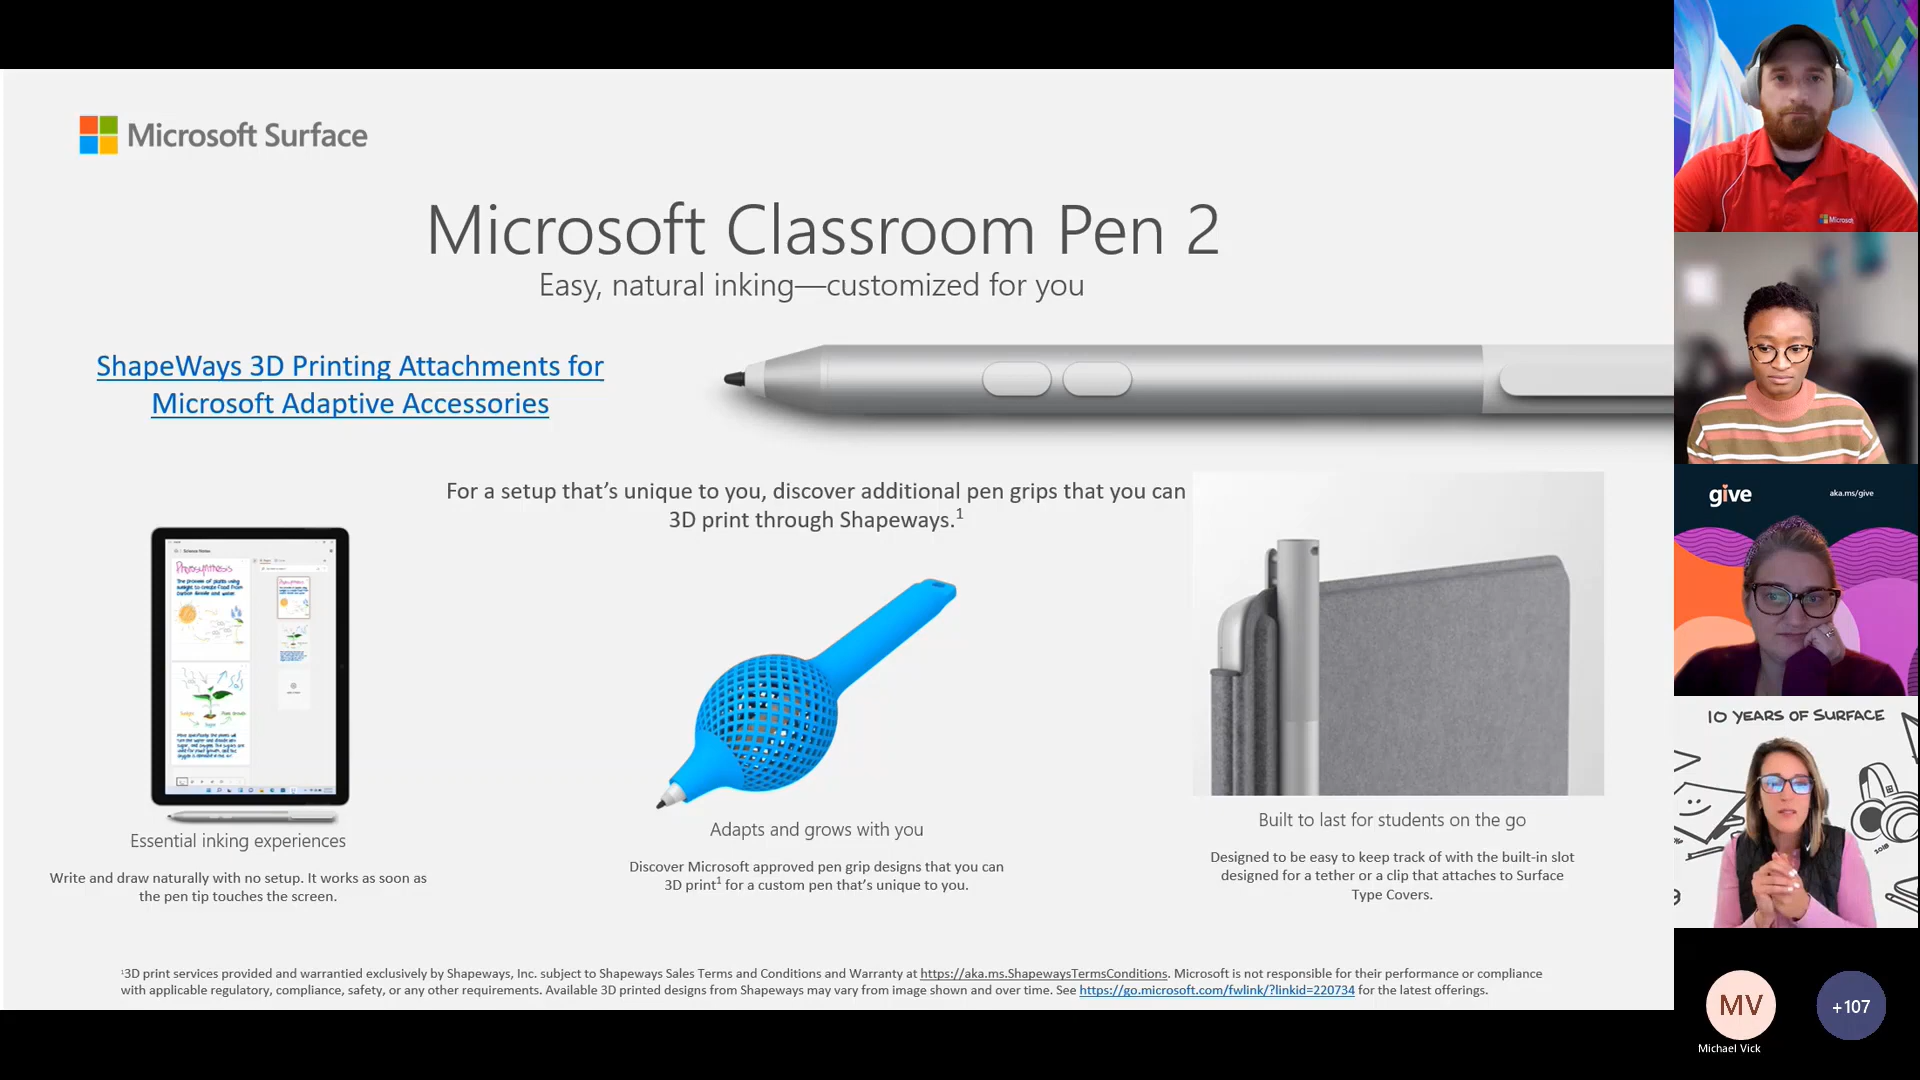 Microsoft Surface
Microsoft Classroom Pen 2
Easy, natural inking—customized for you
ShapeWays 3D Printing Attachments for
Microsoft Adaptive Accessories
For a setup that's unique to you, discover additional pen grips that you can
3D print through Shapeways.¹
Science Notes
Photosynthesis
Essential inking experiences
Write and draw naturally with no setup. It works as soon as
the pen tip touches the screen.
Adapts and grows with you
Discover Microsoft approved pen grip designs that you can
3D print¹ for a custom pen that's unique to you.
Built to last for students on the go
Designed to be easy to keep track of with the built-in slot
designed for a tether or a clip that attaches to Surface
Type Covers.
¹3D print services provided and warrantied exclusively by Shapeways, Inc. subject to Shapeways Sales Terms and Conditions and Warranty at https://aka.ms.ShapewaysTermsConditions. Microsoft is not responsible for their performance or compliance
with applicable regulatory, compliance, safety, or any other requirements. Available 3D printed designs from Shapeways may vary from image shown and over time. See https://go.microsoft.com/fwlink/?linkid=220734 for the latest offerings.
Microsoft
give
aka.ms/give
10 YEARS OF SURFACE
MV
+107
Michael Vick